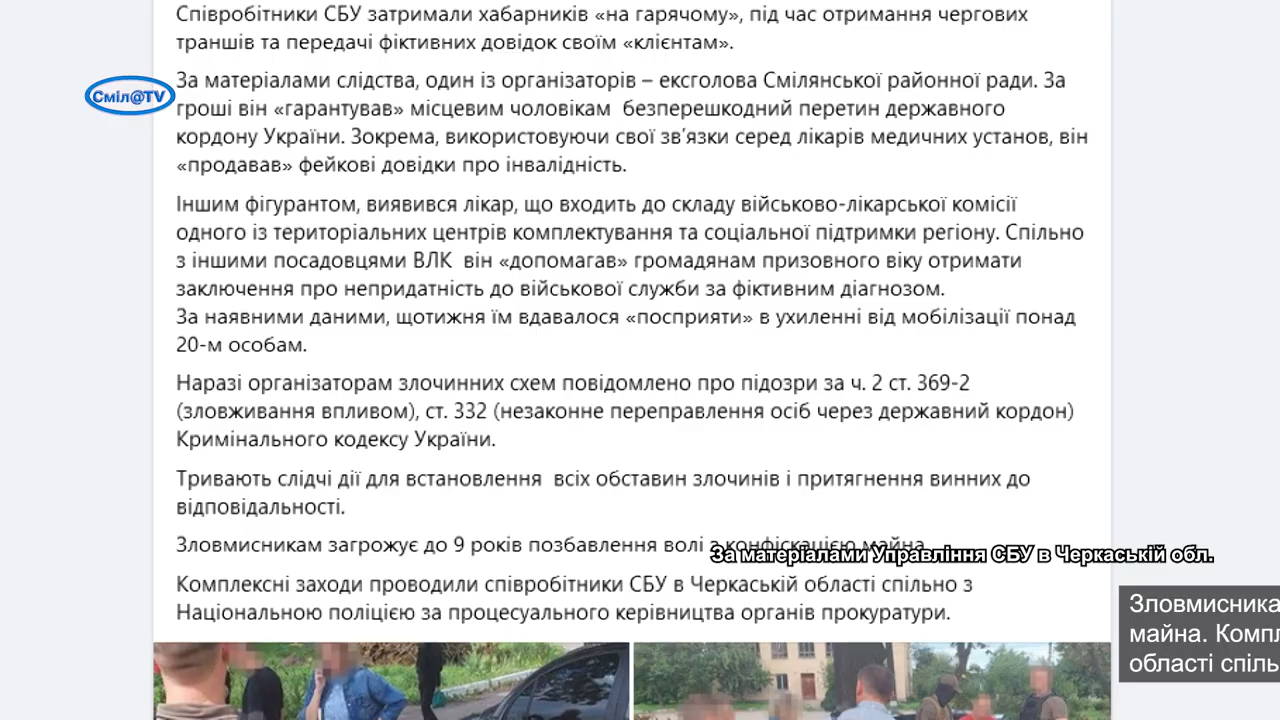 Співробітники СБУ затримали хабарників «на гарячому», під час отримання чергових
траншів та передачі фіктивних довідок своїм «клієнтам».
Сміл@TV
За матеріалами слідства, один із організаторів – ексголова Смілянської районної ради. За
гроші він «гарантував» місцевим чоловікам  безперешкодний перетин державного
кордону України. Зокрема, використовуючи свої зв’язки серед лікарів медичних установ, він
«продавав» фейкові довідки про інвалідність.
Іншим фігурантом, виявився лікар, що входить до складу військово-лікарської комісії
одного із територіальних центрів комплектування та соціальної підтримки регіону. Спільно
з іншими посадовцями ВЛК  він «допомагав» громадянам призовного віку отримати
заключення про непридатність до військової служби за фіктивним діагнозом.
За наявними даними, щотижня їм вдавалося «посприяти» в ухиленні від мобілізації понад
20-м особам.
Наразі організаторам злочинних схем повідомлено про підозри за ч. 2 ст. 369-2
(зловживання впливом), ст. 332 (незаконне переправлення осіб через державний кордон)
Кримінального кодексу України.
Тривають слідчі дії для встановлення  всіх обставин злочинів і притягнення винних до
відповідальності.
Зловмисникам загрожує до 9 років позбавлення волі з конфіскацією майна.
За матеріалами Управління СБУ в Черкаській обл.
Комплексні заходи проводили співробітники СБУ в Черкаській області спільно з
Національною поліцією за процесуального керівництва органів прокуратури.
Зловмисника
майна. Компл
області спіль